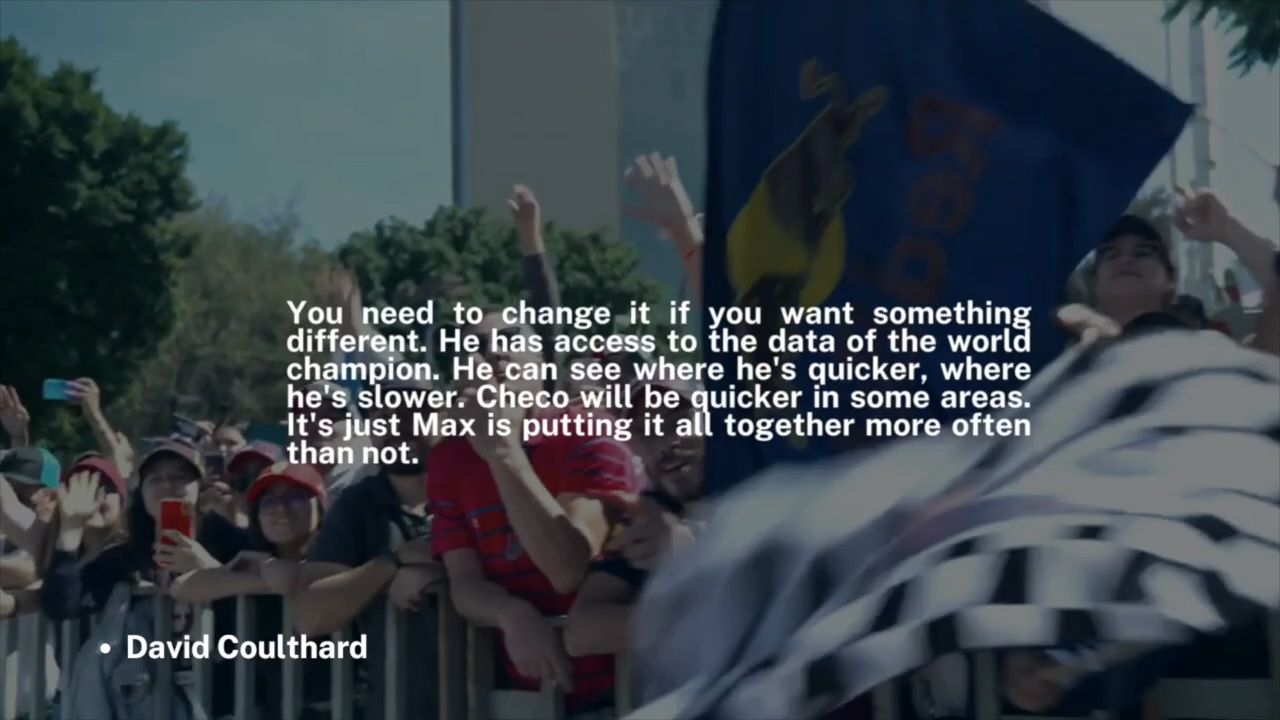 Red
You need to change it if you want something
different. He has access to the data of the world
champion. He can see where he's quicker, where
he's slower. Checo will be quicker in some areas.
It's just Max is putting it all together more often
than not.
• David Coulthard